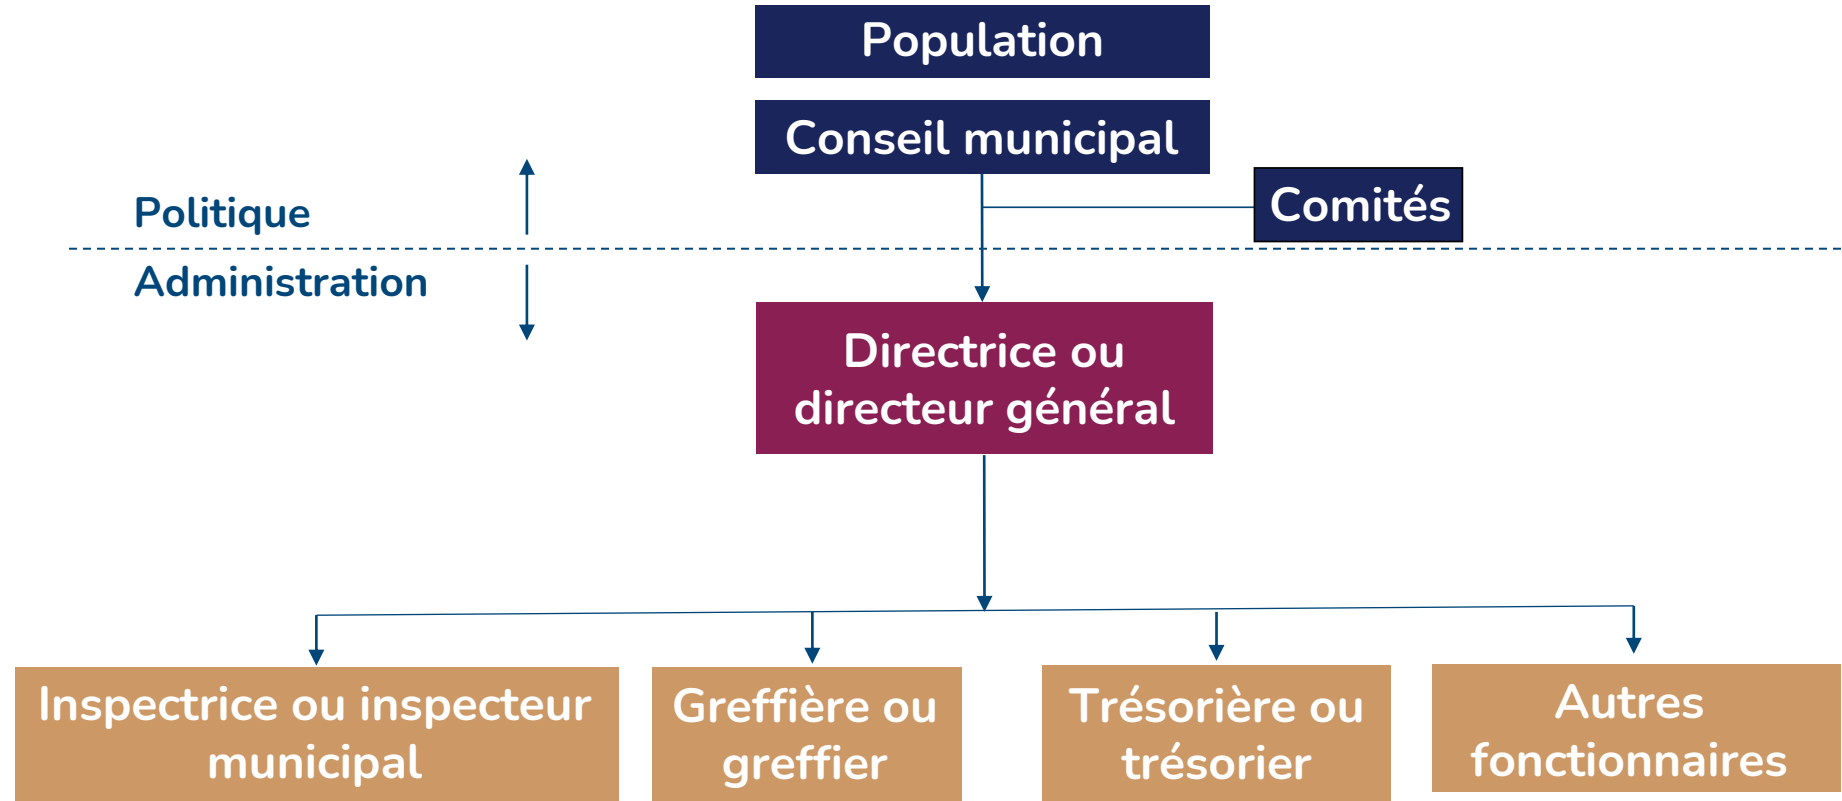 Population
Conseil municipal
Comités
Politique
Administration
Directrice ou
directeur général
Inspectrice ou inspecteur
municipal
Greffière ou
greffier
Trésorière ou
trésorier
Autres
fonctionnaires